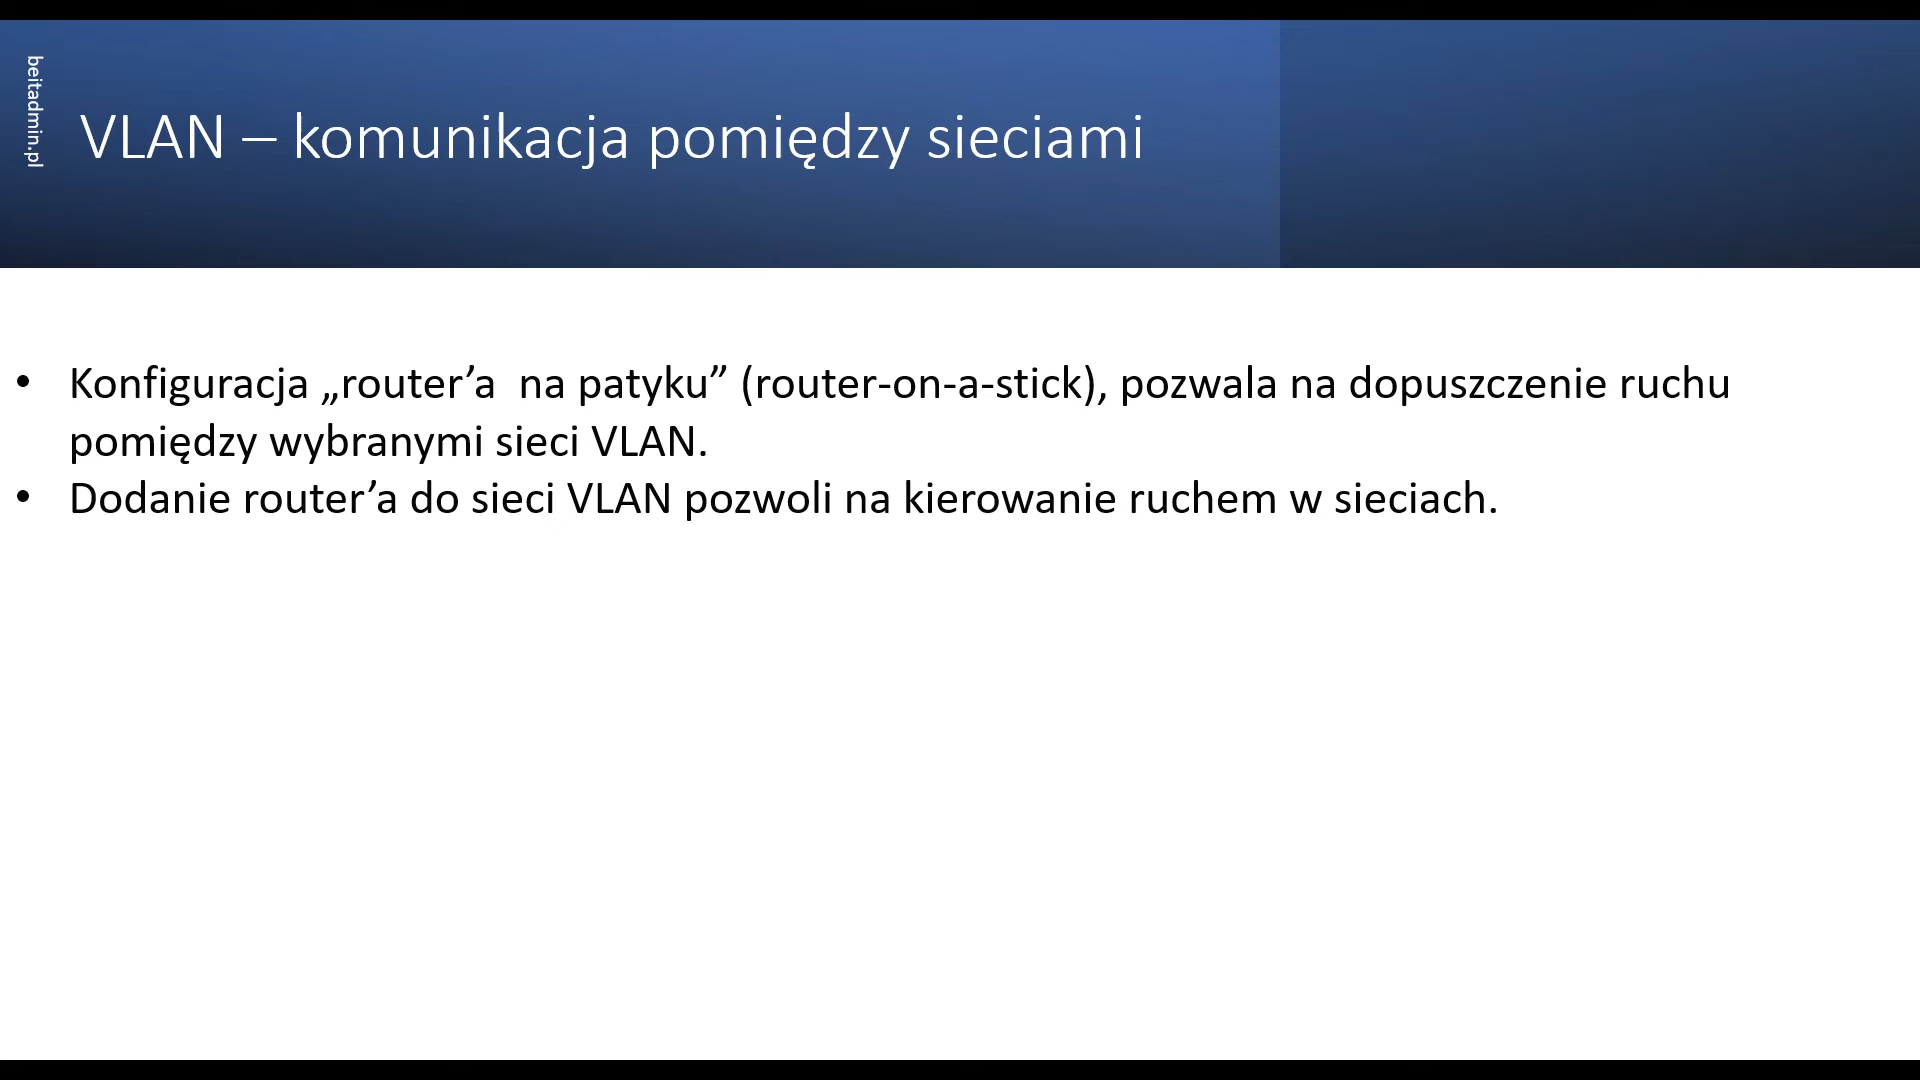 beitadmin.pl
VLAN – komunikacja pomiędzy sieciami
• Konfiguracja „router’a  na patyku” (router-on-a-stick), pozwala na dopuszczenie ruchu
pomiędzy wybranymi sieci VLAN.
• Dodanie router’a do sieci VLAN pozwoli na kierowanie ruchem w sieciach.